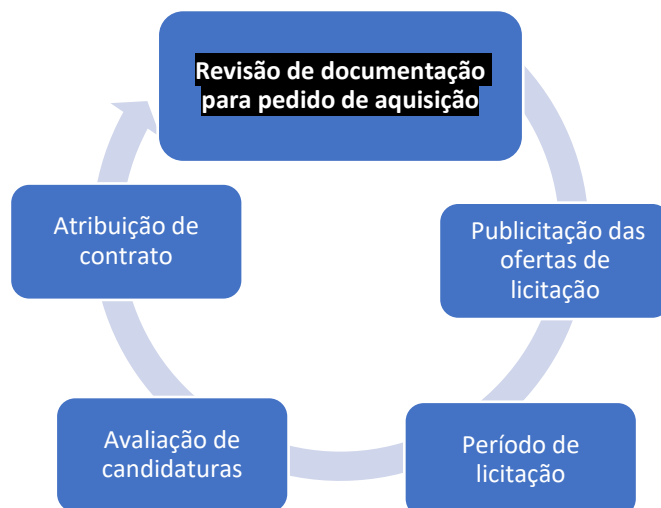 Revisão de documentação
para pedido de aquisição
Publicitação das
ofertas de
licitação
Período de
licitação
Avaliação de
candidaturas
Atribuição de
contrato